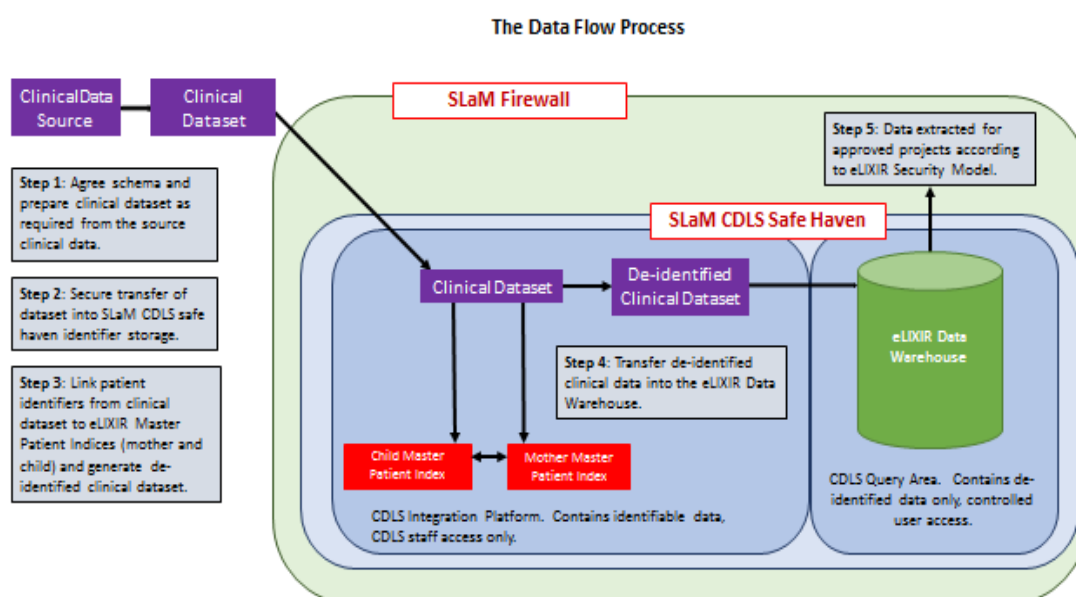 The Data Flow Process
ClinicalData
Source
Clinical
Dataset
SLaM Firewall
Step 5: Data extracted for
approved projects according
to eLIXIR Security Model.
Step 1: Agree schema and
prepare clinical dataset as
required from the source
clinical data.
SLaM CDLS Safe Haven
Clinical Dataset
De-identified
Clinical Dataset
Step 2: Secure transfer of
dataset into SLaM CDLS safe
haven identifier storage.
eLIXIR Data
Warehouse
Step 4: Transfer de-identified
clinical data into the eLIXIR Data
Warehouse.
Step 3: Link patient
identifiers from clinical
dataset to eLIXIR Master
Patient Indices (mother and
child) and generate de-
identified clinical dataset.
Child Master
Patient Index
Mother Master
Patient Index
CDLS Query Area. Contains de-
identified data only, controlled
user access.
CDLS Integration Platform. Contains identifiable data,
CDLS staff access only.